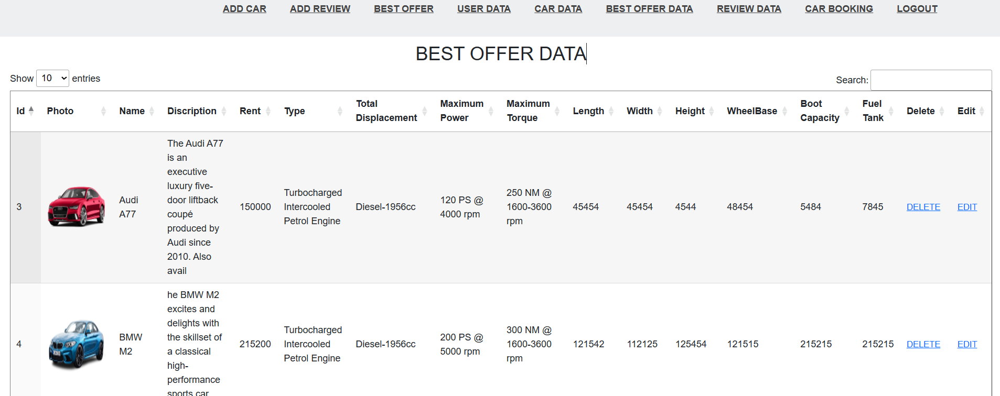 ADD CAR ADD REVIEW BEST OFFER USER DATA CAR DATA BEST OFFER DATA REVIEW DATA CAR BOOKING LOGOUT
BEST OFFER DATA
Show 10 entries
Search:
Id Photo Name Discription Rent Type Total Displacement Maximum Power Maximum Torque Length Width Height WheelBase Boot Capacity Fuel Tank Delete Edit
3
Audi
A77
The Audi A77
is an
executive
luxury five-
door liftback
coupé
produced by
Audi since
2010. Also
avail
150000
Turbocharged
Intercooled
Petrol Engine
Diesel-1956cc
120 PS @
4000 rpm
250 NM @
1600-3600
rpm
45454
45454
4544
48454
5484
7845
DELETE
EDIT
4
BMW
M2
he BMW M2
excites and
delights with
the skillset of
a classical
high-
performance
sports car
215200
Turbocharged
Intercooled
Petrol Engine
Diesel-1956cc
200 PS @
5000 rpm
300 NM @
1600-3600
rpm
121542
112125
125454
121515
215215
215215
DELETE
EDIT